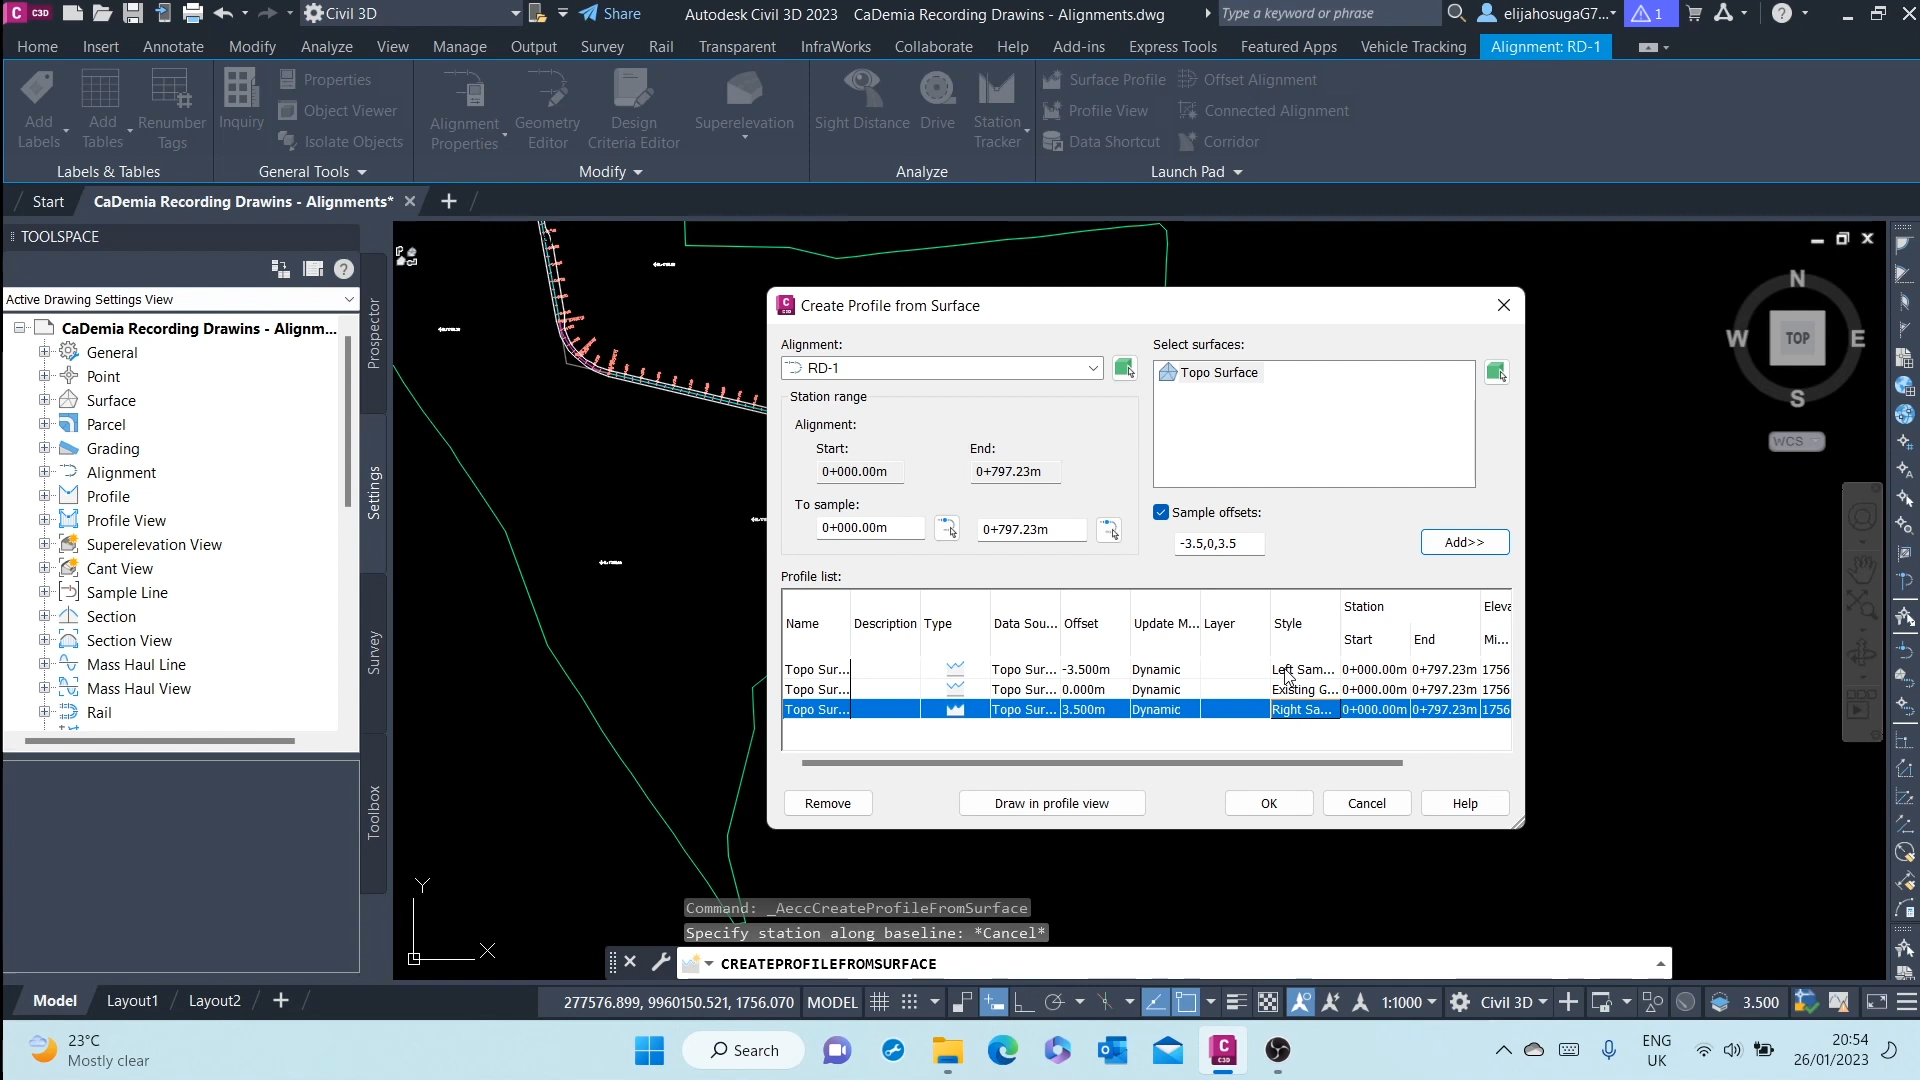 C3D Civil 3D Share Autodesk Civil 3D 2023 CaDemia Recording Drawins - Alignments.dwg Type a keyword or phrase elijahosugaG7... 1
Home Insert Annotate Modify Analyze View Manage Output Survey Rail Transparent InfraWorks Collaborate Help Add-ins Express Tools Featured Apps Vehicle Tracking Alignment: RD-1
Add Labels
Add Tables
Renumber Tags
Inquiry
Properties
Object Viewer
Isolate Objects
Alignment Properties
Geometry Editor
Design Criteria Editor
Superelevation
Sight Distance
Drive
Station Tracker
Surface Profile
Profile View
Data Shortcut
Offset Alignment
Connected Alignment
Corridor
Labels & Tables General Tools Modify Analyze Launch Pad
Start CaDemia Recording Drawins - Alignments*
TOOLSPACE
Active Drawing Settings View
CaDemia Recording Drawins - Alignm...
General
Point
Surface
Parcel
Grading
Alignment
Profile
Profile View
Superelevation View
Cant View
Sample Line
Section
Section View
Mass Haul Line
Mass Haul View
Rail
Prospector
Settings
Survey
Toolbox
N
W TOP E
S
WCS
Create Profile from Surface
Alignment:
RD-1
Station range
Alignment:
Start: End:
0+000.00m 0+797.23m
To sample:
0+000.00m 0+797.23m
Select surfaces:
Topo Surface
Sample offsets:
-3.5,0,3.5
Add>>
Profile list:
Name Description Type Data Sou... Offset Update M... Layer Style Station Eleva
Start End Mi...
Topo Sur... Topo Sur... -3.500m Dynamic Left Sam... 0+000.00m 0+797.23m 1756
Topo Sur... Topo Sur... 0.000m Dynamic Existing G... 0+000.00m 0+797.23m 1756
Topo Sur... Topo Sur... 3.500m Dynamic Right Sa... 0+000.00m 0+797.23m 1756
Remove Draw in profile view OK Cancel Help
Y
X
Command: _AeccCreateProfileFromSurface
Specify station along baseline: *Cancel*
CREATEPROFILEFROMSURFACE
Model Layout1 Layout2 277576.899, 9960150.521, 1756.070 MODEL 1:1000 Civil 3D 3.500
23°C
Mostly clear
Search
ENG
UK
20:54
26/01/2023